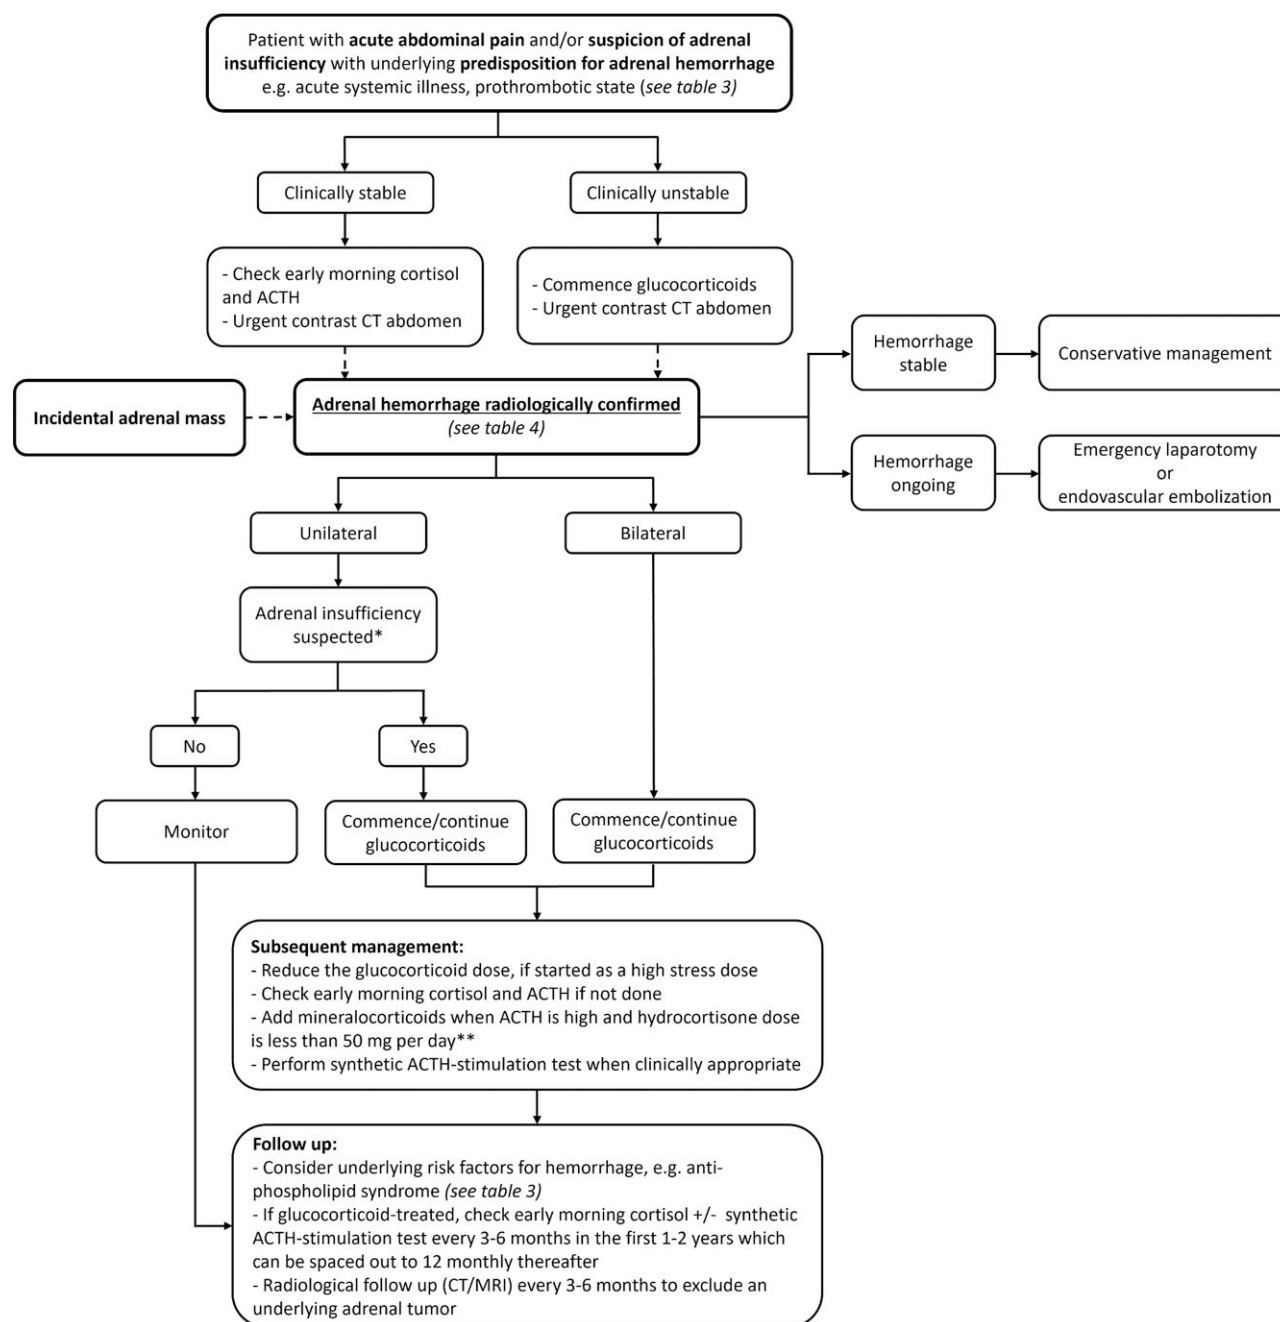 Patient with acute abdominal pain and/or suspicion of adrenal
insufficiency with underlying predisposition for adrenal hemorrhage
e.g. acute systemic illness, prothrombotic state (see table 3)
Clinically stable
Clinically unstable
- Check early morning cortisol
and ACTH
- Urgent contrast CT abdomen
- Commence glucocorticoids
- Urgent contrast CT abdomen
Hemorrhage
stable
Conservative management
Incidental adrenal mass
Adrenal hemorrhage radiologically confirmed
(see table 4)
Hemorrhage
ongoing
Emergency laparotomy
or
endovascular embolization
Unilateral
Bilateral
Adrenal insufficiency
suspected*
No
Yes
Monitor
Commence/continue
glucocorticoids
Commence/continue
glucocorticoids
Subsequent management:
- Reduce the glucocorticoid dose, if started as a high stress dose
- Check early morning cortisol and ACTH if not done
- Add mineralocorticoids when ACTH is high and hydrocortisone dose
is less than 50 mg per day**
- Perform synthetic ACTH-stimulation test when clinically appropriate
Follow up:
- Consider underlying risk factors for hemorrhage, e.g. anti-
phospholipid syndrome (see table 3)
- If glucocorticoid-treated, check early morning cortisol +/- synthetic
ACTH-stimulation test every 3-6 months in the first 1-2 years which
can be spaced out to 12 monthly thereafter
- Radiological follow up (CT/MRI) every 3-6 months to exclude an
underlying adrenal tumor